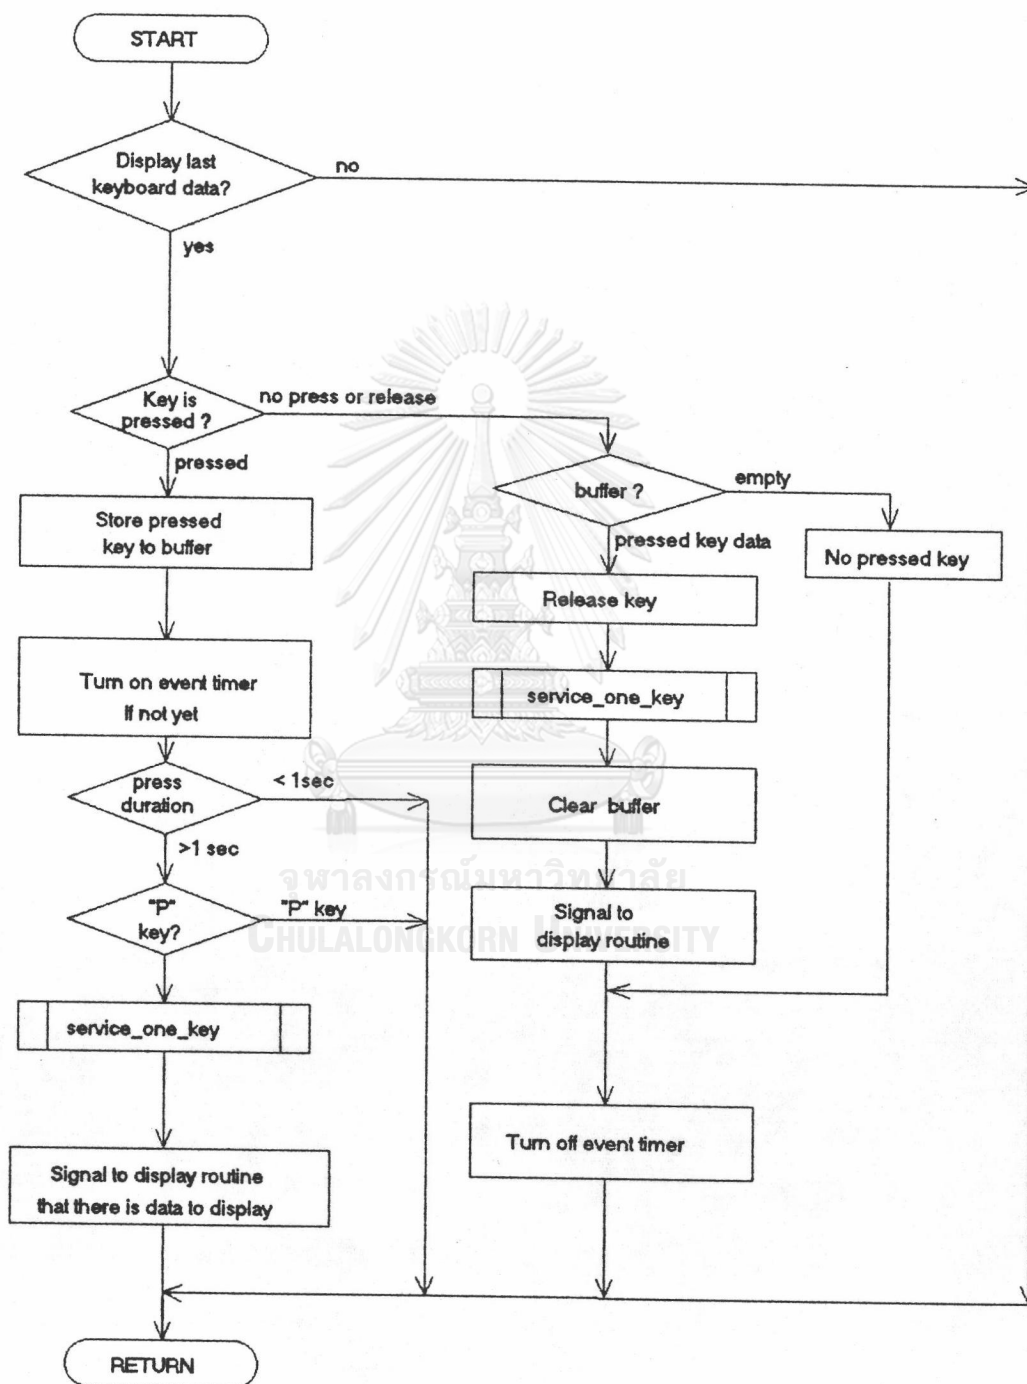 START
Display last
keyboard data?
no
yes
Key is
pressed ?
no press or release
pressed
buffer ?
empty
Store pressed
key to buffer
pressed key data
No pressed key
Release key
Turn on event timer
If not yet
service_one_key
press
duration
< 1sec
>1 sec
Clear buffer
จุฬาลงกรณ์มหาวิทยาลัย
CHULALONGKORN UNIVERSITY
"P"
key?
"P" key
Signal to
display routine
service_one_key
Turn off event timer
Signal to display routine
that there is data to display
RETURN